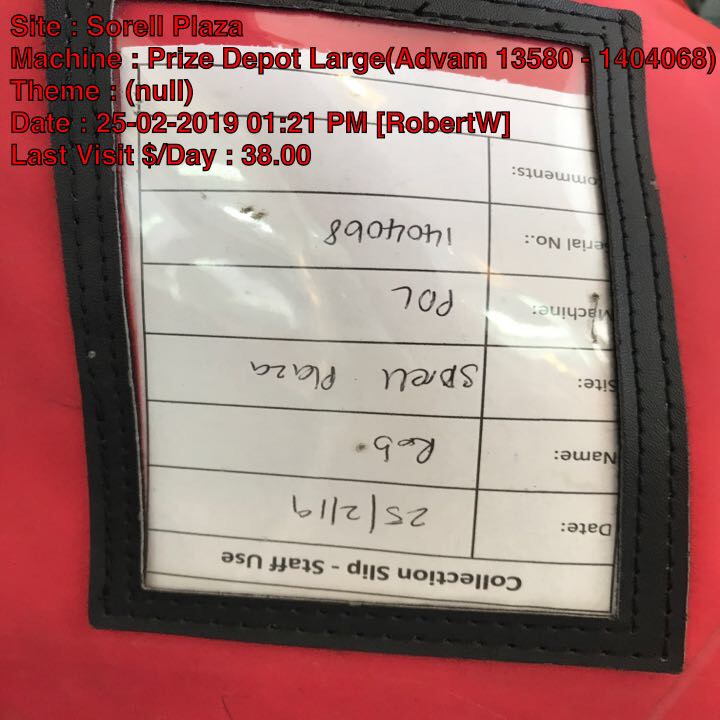 Site : Sorell Plaza
Machine : Prize Depot Large(Advam 13580 - 1404068)
Theme : (null)
Date : 25-02-2019 01:21 PM [RobertW]
Last Visit $/Day : 38.00
Collection Slip - Staff Use
Date: 25/2/19
Name: Rob
Site: Sorell Plaza
Machine: PDL
Serial No.: 1404068
omments: